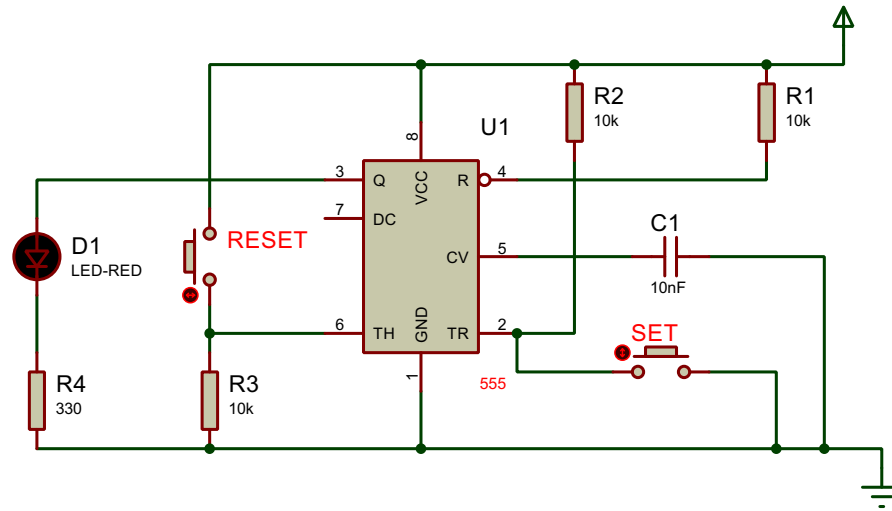 R2
10k
R1
10k
U1
8
VCC
3
Q
R
4
7
DC
RESET
D1
LED-RED
CV
5
C1
10nF
6
TH
GND
TR
2
SET
1
555
R4
330
R3
10k